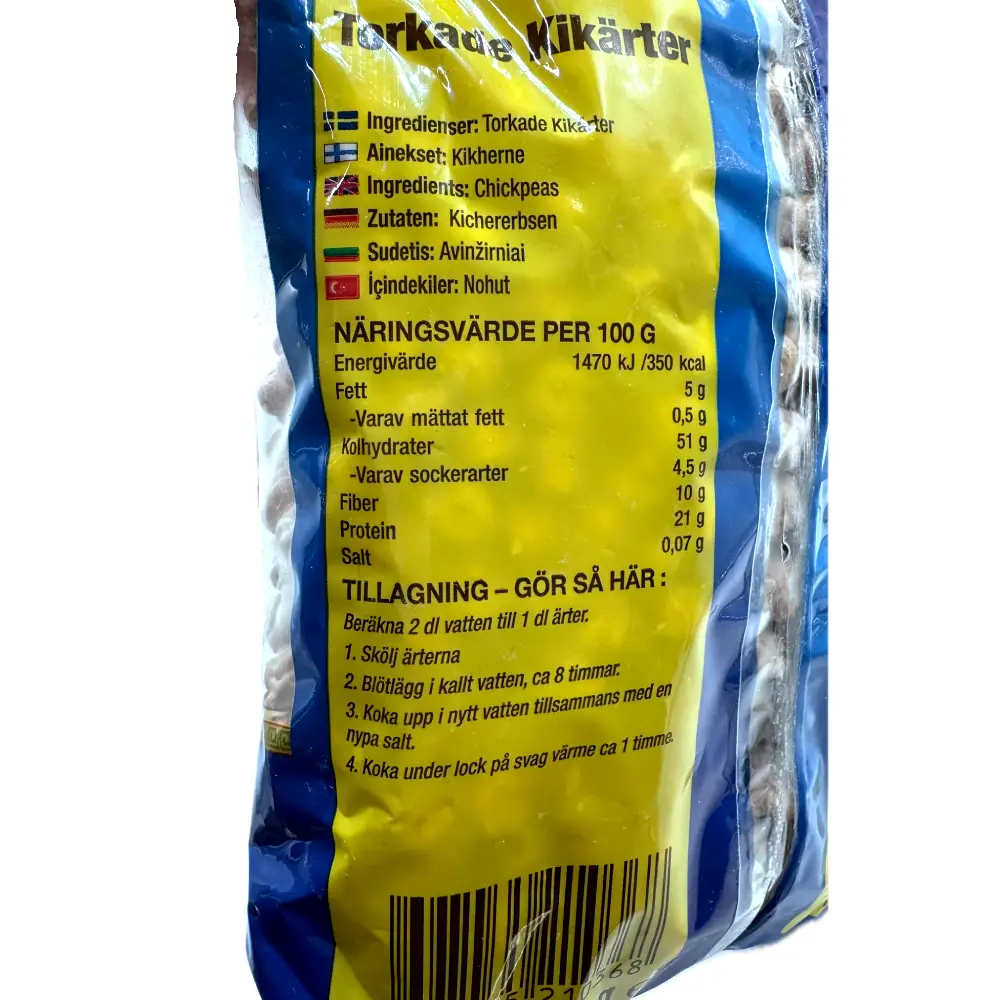 Torkade Kikärter
Ingredienser: Torkade Kikärter
Ainekset: Kikherne
Ingredients: Chickpeas
Zutaten: Kichererbsen
Sudetis: Avinžirniai
İçindekiler: Nohut
NÄRINGSVÄRDE PER 100 G
Energivärde 1470 kJ /350 kcal
Fett 5 g
-Varav mättat fett 0,5 g
Kolhydrater 51 g
-Varav sockerarter 4,5 g
Fiber 10 g
Protein 21 g
Salt 0,07 g
TILLAGNING – GÖR SÅ HÄR :
Beräkna 2 dl vatten till 1 dl ärter.
1. Skölj ärterna
2. Blötlägg i kallt vatten, ca 8 timmar.
3. Koka upp i nytt vatten tillsammans med en
nypa salt.
4. Koka under lock på svag värme ca 1 timme.